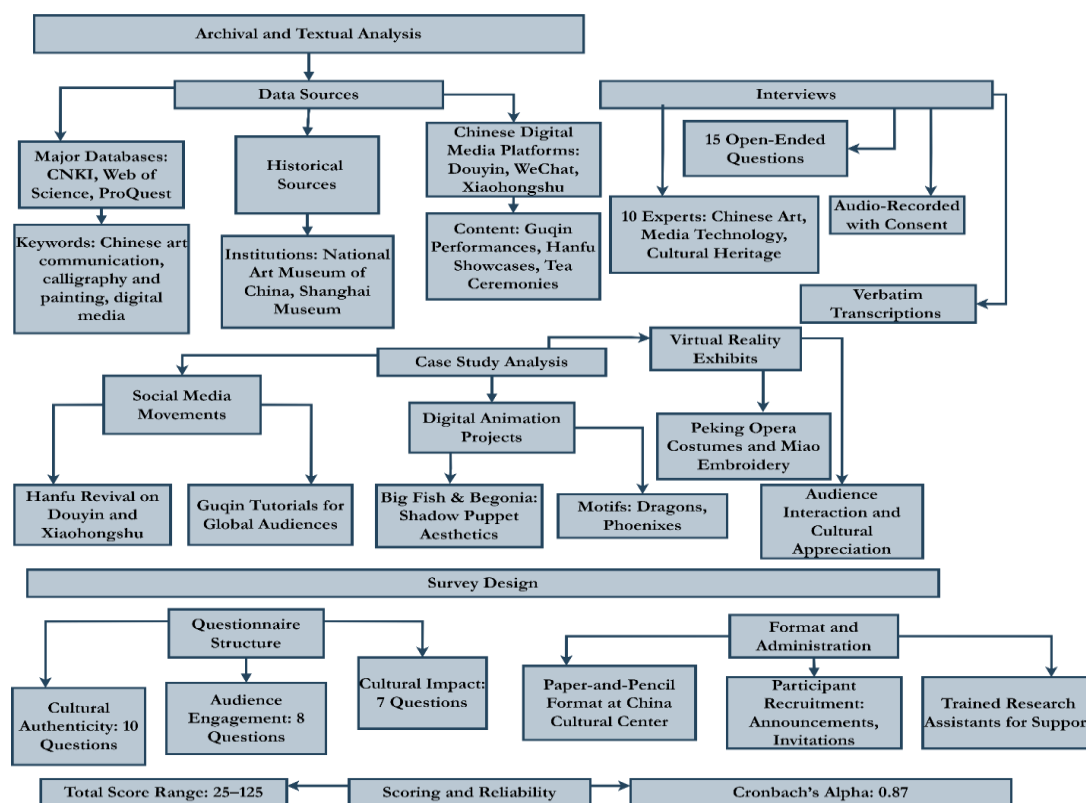 Archival and Textual Analysis
Data Sources
Interviews
Major Databases:
CNKI, Web of
Science, ProQuest
Historical
Sources
Chinese Digital
Media Platforms:
Douyin, WeChat,
Xiaohongshu
15 Open-Ended
Questions
Keywords: Chinese art
communication,
calligraphy and
painting, digital
media
Institutions: National
Art Museum of
China, Shanghai
Museum
Content: Guqin
Performances, Hanfu
Showcases, Tea
Ceremonies
10 Experts: Chinese Art,
Media Technology,
Cultural Heritage
Audio-Recorded
with Consent
Verbatim
Transcriptions
Case Study Analysis
Virtual Reality
Exhibits
Social Media
Movements
Digital Animation
Projects
Peking Opera
Costumes and Miao
Embroidery
Hanfu Revival on
Douyin and
Xiaohongshu
Guqin Tutorials for
Global Audiences
Big Fish & Begonia:
Shadow Puppet
Aesthetics
Motifs: Dragons,
Phoenixes
Audience
Interaction and
Cultural
Appreciation
Survey Design
Questionnaire
Structure
Format and
Administration
Cultural Authenticity: 10
Questions
Audience
Engagement: 8
Questions
Cultural Impact:
7 Questions
Paper-and-Pencil
Format at China
Cultural Center
Participant
Recruitment:
Announcements,
Invitations
Trained Research
Assistants for Support
Total Score Range: 25–125
Scoring and Reliability
Cronbach's Alpha: 0.87